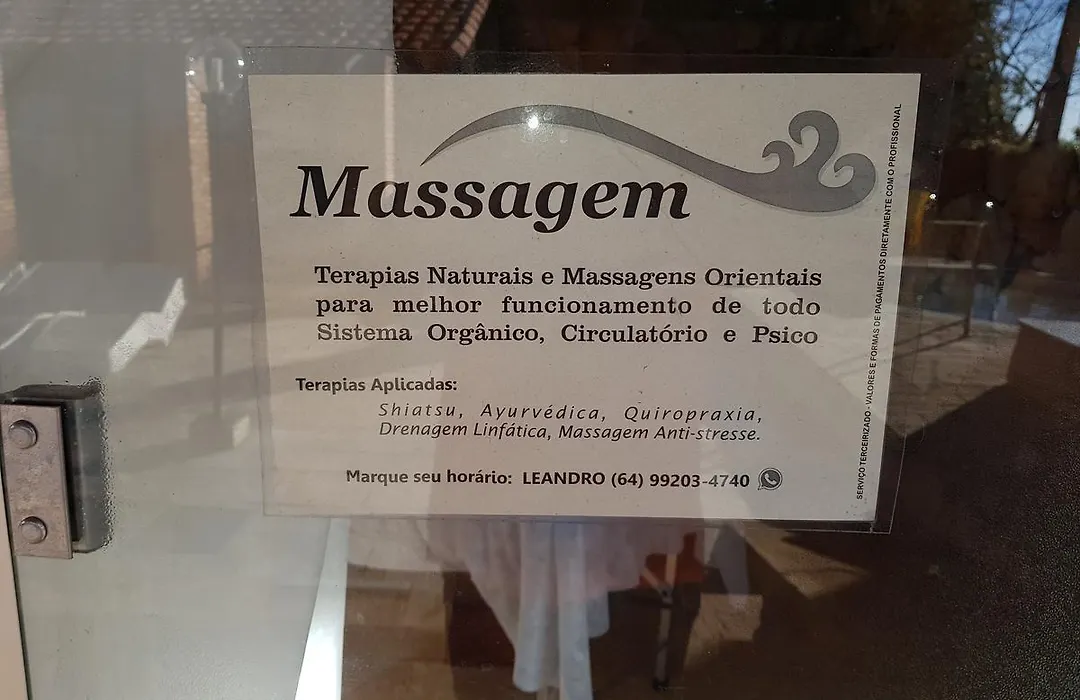 Massagem
Terapias Naturais e Massagens Orientais
para melhor funcionamento de todo
Sistema Orgânico, Circulatório e Psico
Terapias Aplicadas:
Shiatsu, Ayurvédica, Quiropraxia,
Drenagem Linfática, Massagem Anti-stresse.
Marque seu horário: LEANDRO (64) 99203-4740
SERVIÇO TERCEIRIZADO - VALORES E FORMAS DE PAGAMENTOS DIRETAMENTE COM O PROFISSIONAL